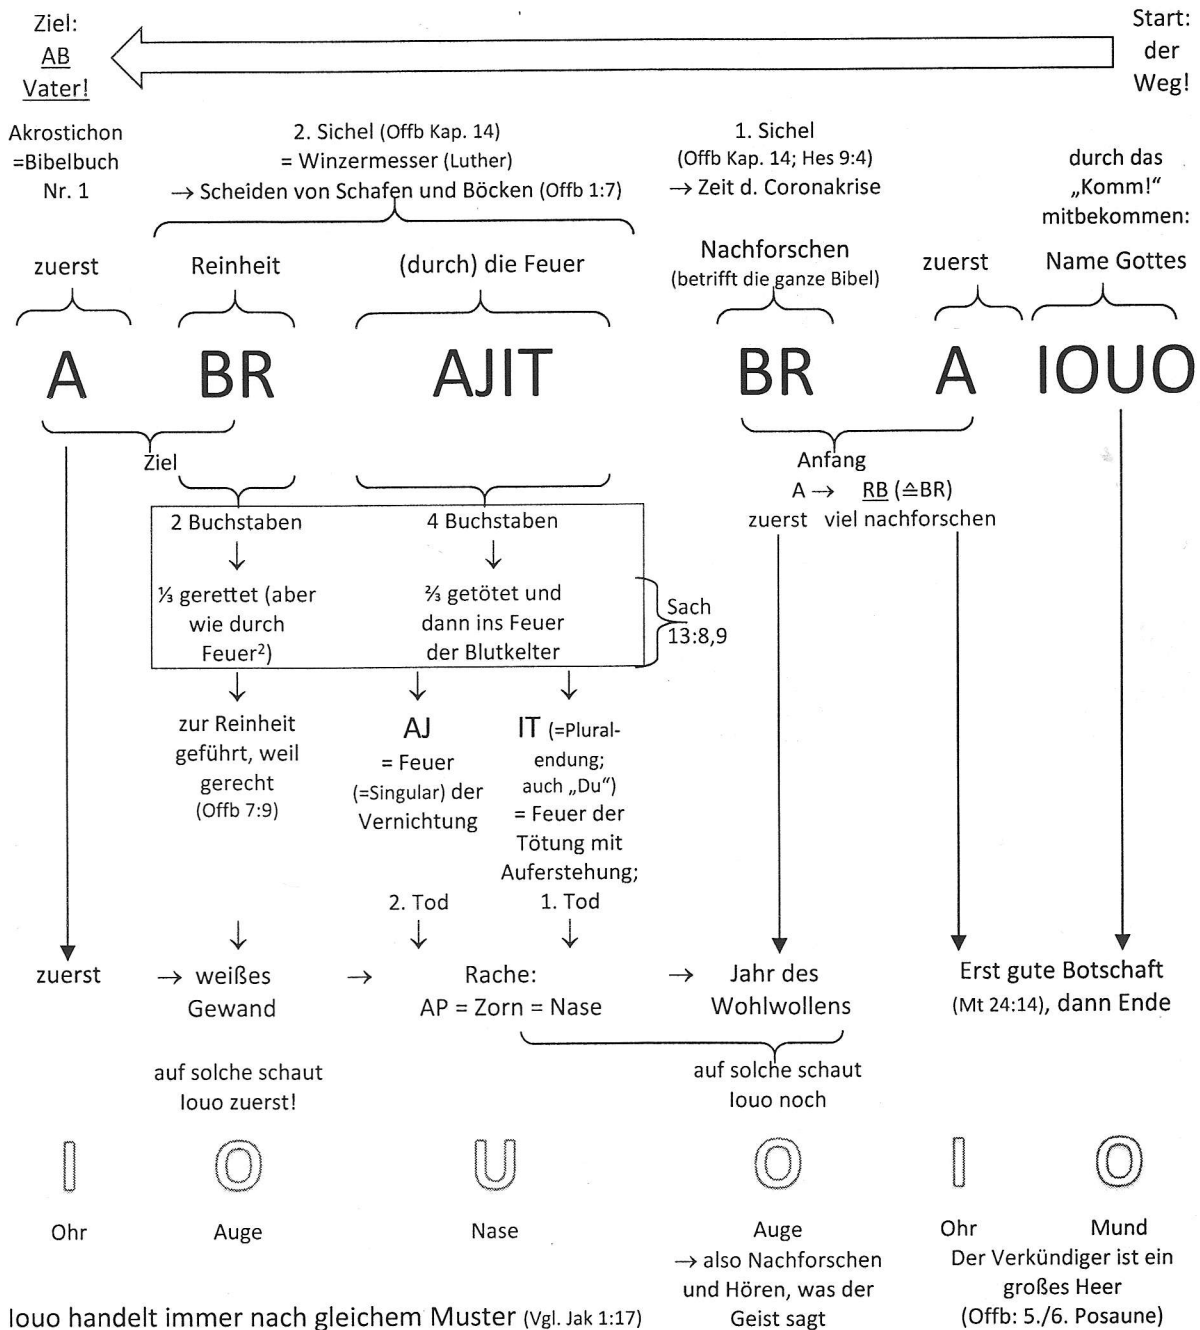 Ziel:
AB
Vater!
Start:
der
Weg!
Akrostichon
=Bibelbuch
Nr. 1
2. Sichel (Offb Kap. 14)
= Winzermesser (Luther)
→ Scheiden von Schafen und Böcken (Offb 1:7)
1. Sichel
(Offb Kap. 14; Hes 9:4)
→ Zeit d. Coronakrise
durch das
„Komm!“
mitbekommen:
zuerst
Reinheit
(durch) die Feuer
Nachforschen
(betrifft die ganze Bibel)
zuerst
Name Gottes
A BR AJIT BR A IOUO
Ziel
Anfang
A → RB (≙BR)
zuerst viel nachforschen
2 Buchstaben
↓
⅓ gerettet (aber
wie durch
Feuer²)
4 Buchstaben
↓
⅔ getötet und
dann ins Feuer
der Blutkelter
Sach
13:8,9
↓
zur Reinheit
geführt, weil
gerecht
(Offb 7:9)
↓
AJ
= Feuer
(=Singular) der
Vernichtung
2. Tod
↓
↓
IT (=Plural-
endung;
auch „Du“)
= Feuer der
Tötung mit
Auferstehung;
1. Tod
↓
↓
zuerst
→ weißes
Gewand
→ Rache:
AP = Zorn = Nase
→ Jahr des
Wohlwollens
Erst gute Botschaft
(Mt 24:14), dann Ende
auf solche schaut
Iouo zuerst!
auf solche schaut
Iouo noch
I O U O I O
Ohr
Auge
Nase
Auge
→ also Nachforschen
und Hören, was der
Geist sagt
Ohr Mund
Der Verkündiger ist ein
großes Heer
(Offb: 5./6. Posaune)
Iouo handelt immer nach gleichem Muster (Vgl. Jak 1:17)